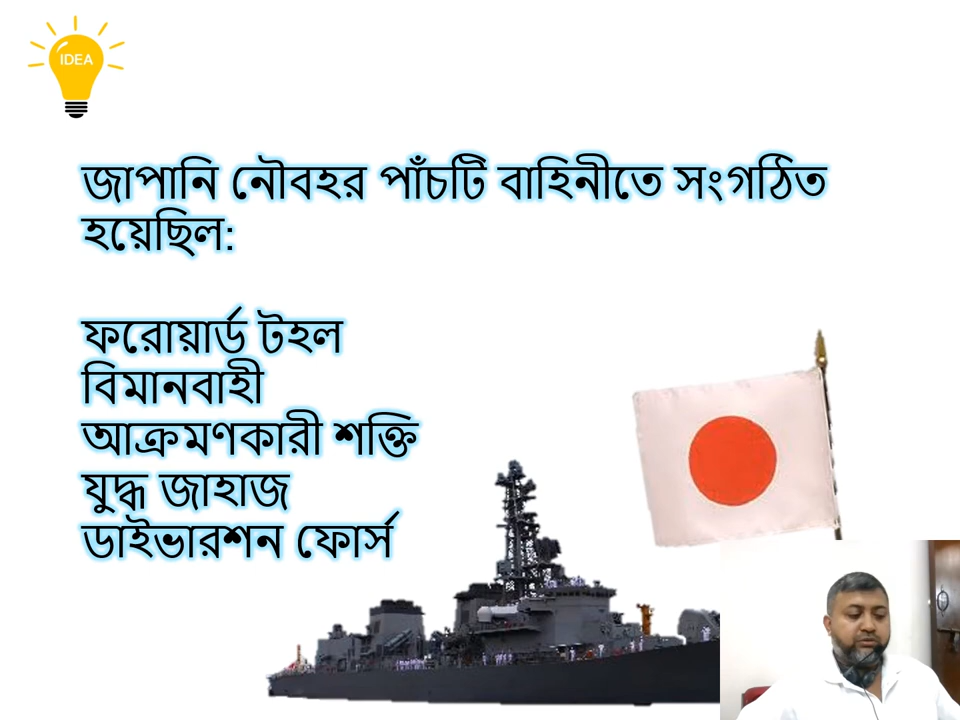 IDEA
জাপানি নৌবহর পাঁচটি বাহিনীতে সংগঠিত
হয়েছিল:
ফরোয়ার্ড টহল
বিমানবাহী
আক্রমণকারী শক্তি
যুদ্ধ জাহাজ
ডাইভারশন ফোর্স